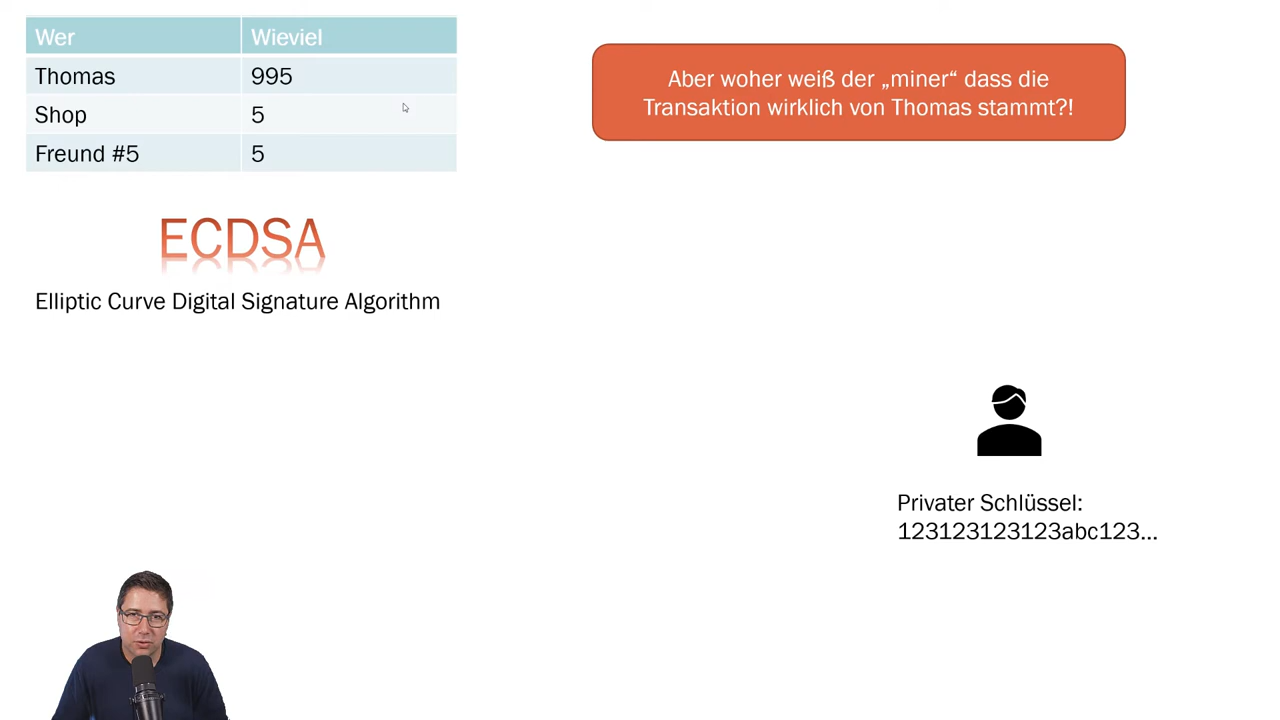 Wer Wieviel
Thomas 995
Shop 5
Freund #5 5
Aber woher weiß der „miner“ dass die
Transaktion wirklich von Thomas stammt?!
ECDSA
Elliptic Curve Digital Signature Algorithm
Privater Schlüssel:
123123123123abc123...